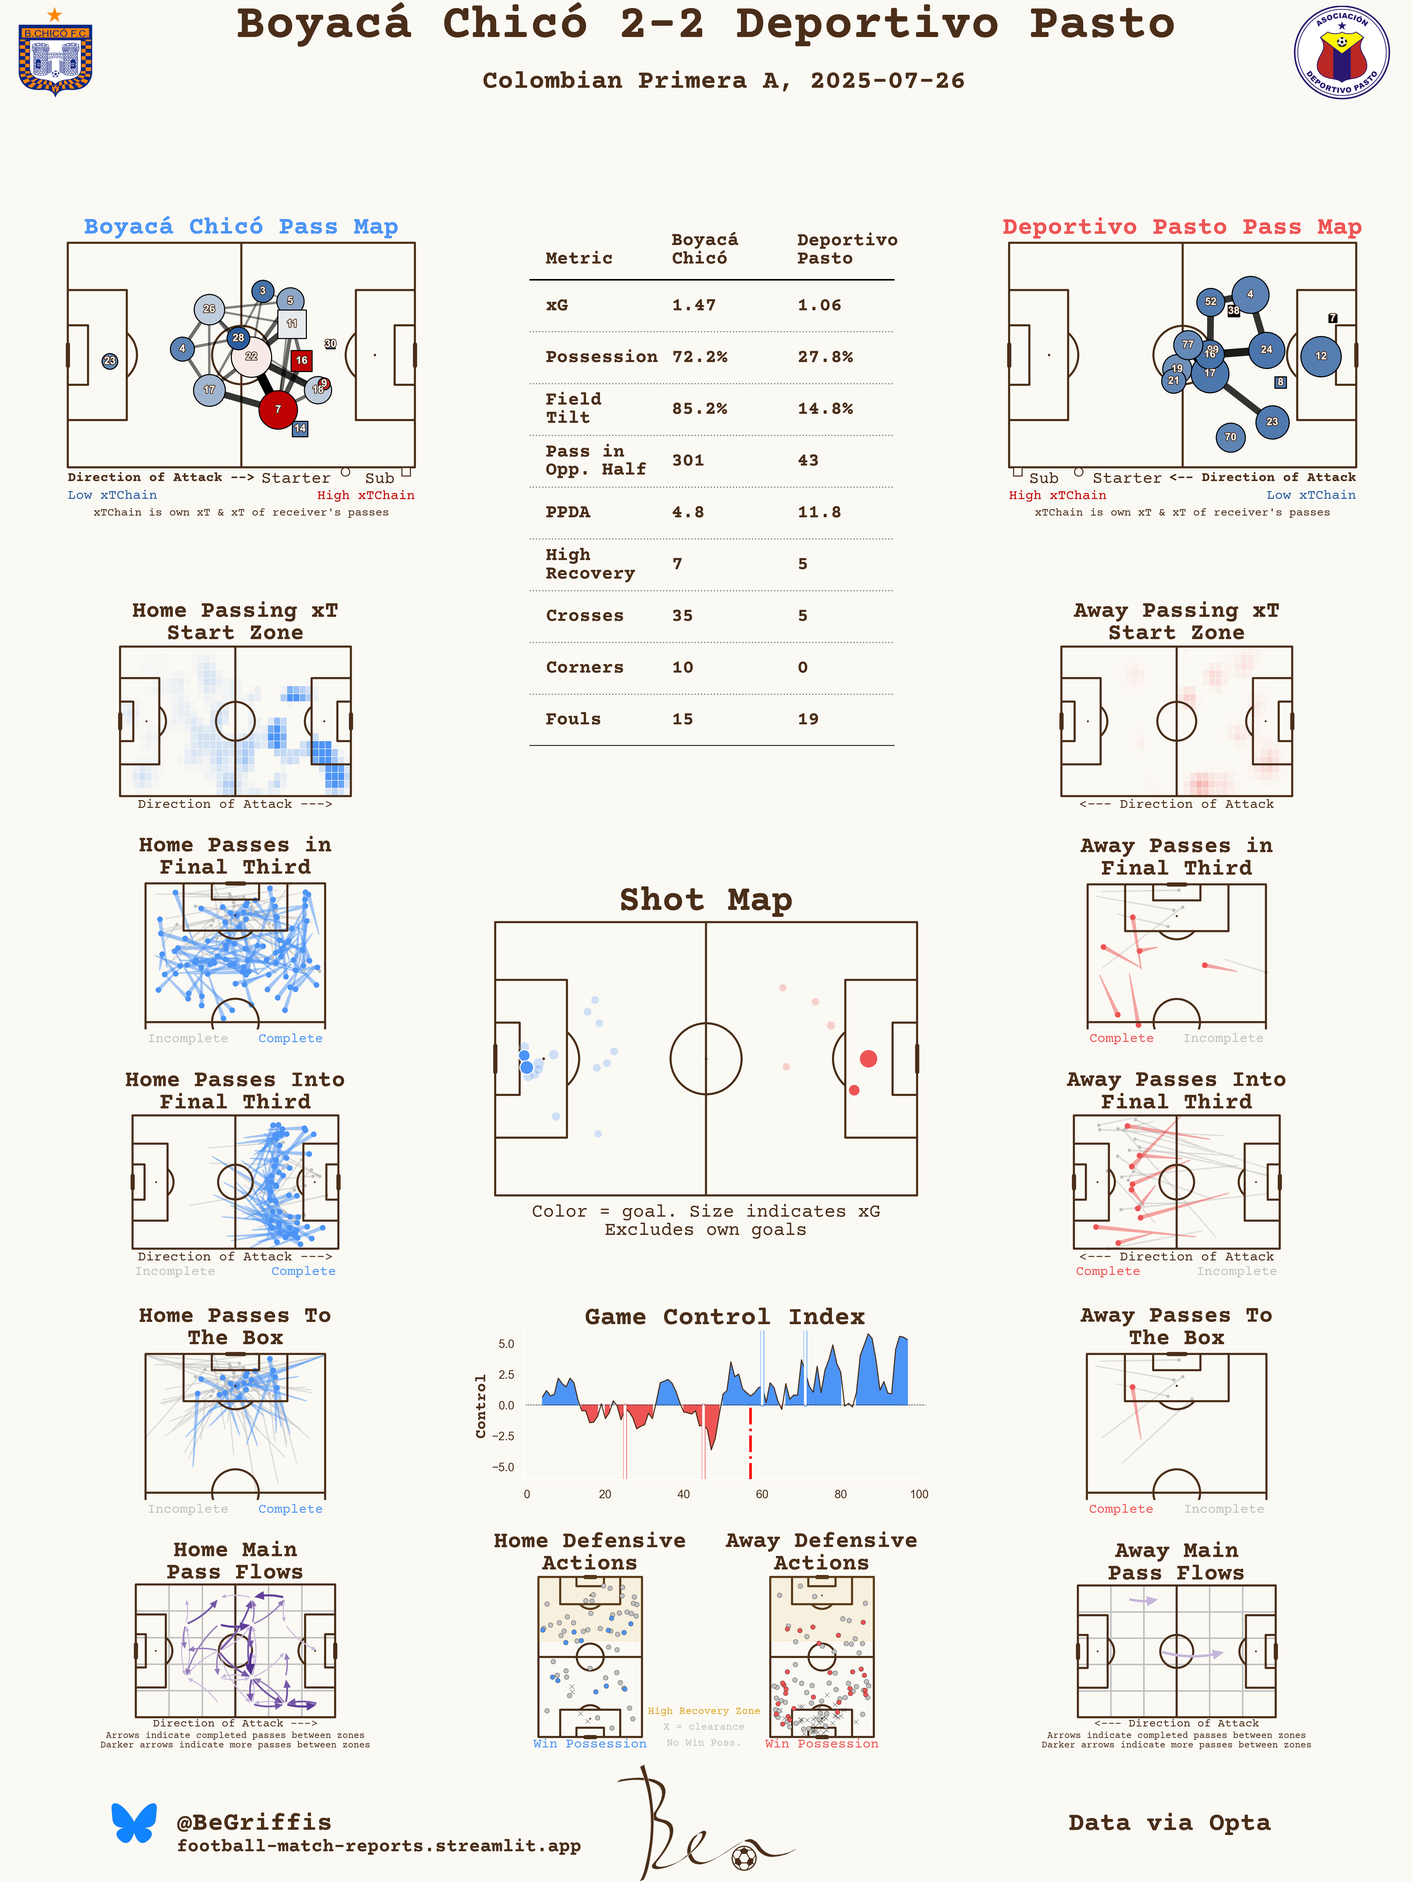 Boyacá Chicó 2-2 Deportivo Pasto
Colombian Primera A, 2025-07-26
B.CHICÓ F.C.
ASOCIACIÓN
DEPORTIVO PASTO
Boyacá Chicó Pass Map
23
4
26
17
28
22
3
5
11
16
30
18
9
7
14
Direction of Attack --> Starter Sub
Low xTChain High xTChain
xTChain is own xT & xT of receiver's passes
Metric Boyacá Chicó Deportivo Pasto
xG 1.47 1.06
Possession 72.2% 27.8%
Field Tilt 85.2% 14.8%
Pass in Opp. Half 301 43
PPDA 4.8 11.8
High Recovery 7 5
Crosses 35 5
Corners 10 0
Fouls 15 19
Deportivo Pasto Pass Map
52
4
38
7
77
16
24
12
19
21
17
8
23
70
Sub Starter <-- Direction of Attack
High xTChain Low xTChain
xTChain is own xT & xT of receiver's passes
Home Passing xT
Start Zone
Direction of Attack --->
Away Passing xT
Start Zone
<--- Direction of Attack
Home Passes in
Final Third
Incomplete Complete
Away Passes in
Final Third
Complete Incomplete
Shot Map
Color = goal. Size indicates xG
Excludes own goals
Home Passes Into
Final Third
Direction of Attack --->
Incomplete Complete
Away Passes Into
Final Third
<--- Direction of Attack
Complete Incomplete
Game Control Index
Control
5.0
2.5
0.0
−2.5
−5.0
0 20 40 60 80 100
Home Passes To
The Box
Incomplete Complete
Away Passes To
The Box
Complete Incomplete
Home Main
Pass Flows
Direction of Attack --->
Arrows indicate completed passes between zones
Darker arrows indicate more passes between zones
Home Defensive
Actions
Win Possession
Away Defensive
Actions
Win Possession
High Recovery Zone
X = clearance
No Win Poss.
Away Main
Pass Flows
<--- Direction of Attack
Arrows indicate completed passes between zones
Darker arrows indicate more passes between zones
@BeGriffis
football-match-reports.streamlit.app
Ben
Data via Opta